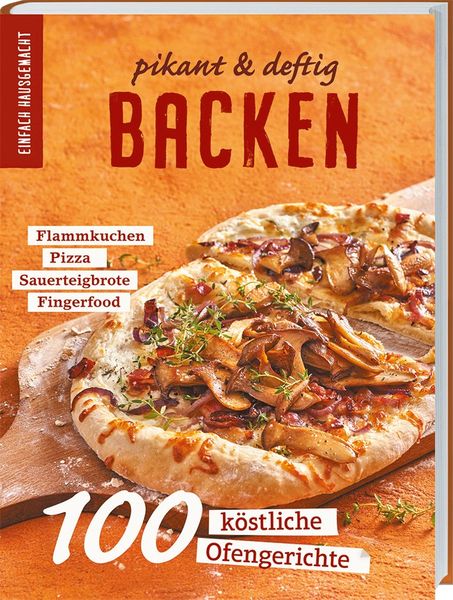 EINFACH HAUSGEMACHT
pikant & deftig
BACKEN
Flammkuchen
Pizza
Sauerteigbrote
Fingerfood
100 köstliche
Ofengerichte